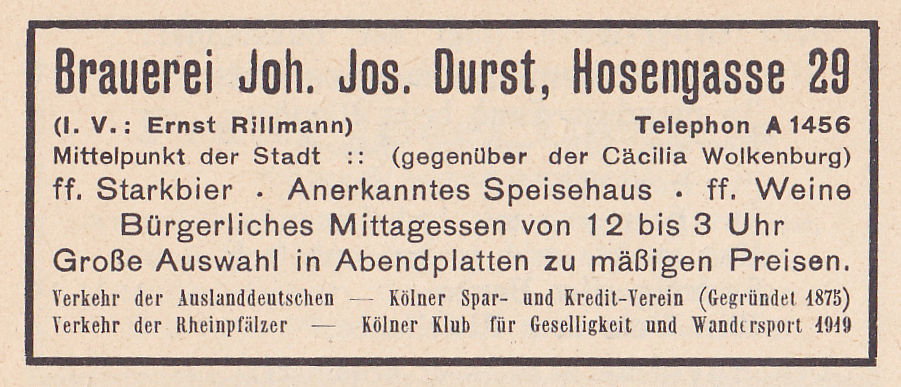 Brauerei Joh. Jos. Durst, Hosengasse 29
(I. V.: Ernst Rillmann) Telephon A 1456
Mittelpunkt der Stadt :: (gegenüber der Cäcilia Wolkenburg)
ff. Starkbier . Anerkanntes Speisehaus . ff. Weine
Bürgerliches Mittagessen von 12 bis 3 Uhr
Große Auswahl in Abendplatten zu mäßigen Preisen.
Verkehr der Auslanddeutschen — Kölner Spar- und Kredit-Verein (Gegründet 1875)
Verkehr der Rheinpfälzer — Kölner Klub für Geselligkeit und Wandersport 1919